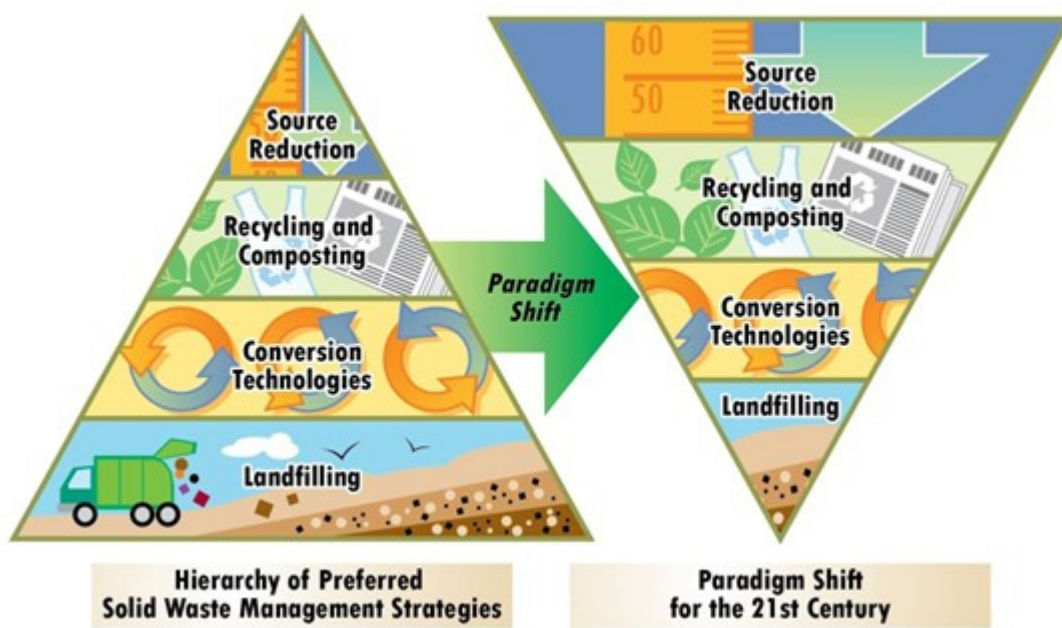 Source
Reduction
Recycling and
Composting
Conversion
Technologies
Landfilling
Hierarchy of Preferred
Solid Waste Management Strategies
Paradigm
Shift
60
50
Source
Reduction
Recycling and
Composting
Conversion
Technologies
Landfilling
Paradigm Shift
for the 21st Century